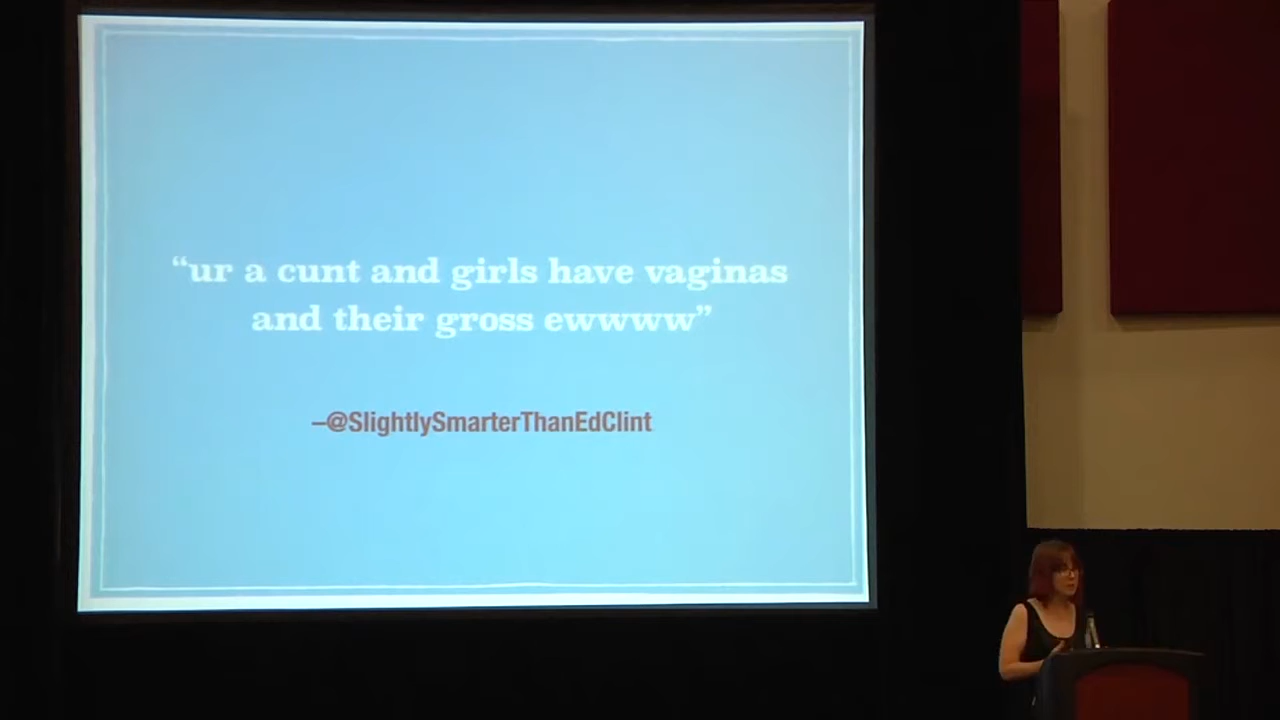 “ur a cunt and girls have vaginas
and their gross ewwww”
–@SlightlySmarterThanEdClint